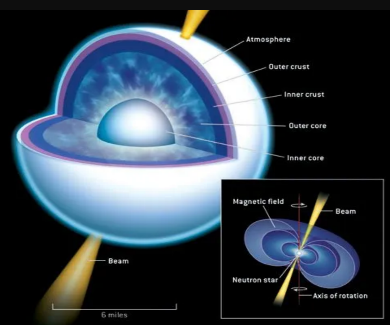 Atmosphere
Outer crust
Inner crust
Outer core
Inner core
Beam
6 miles
Magnetic field
Beam
Neutron star
Axis of rotation